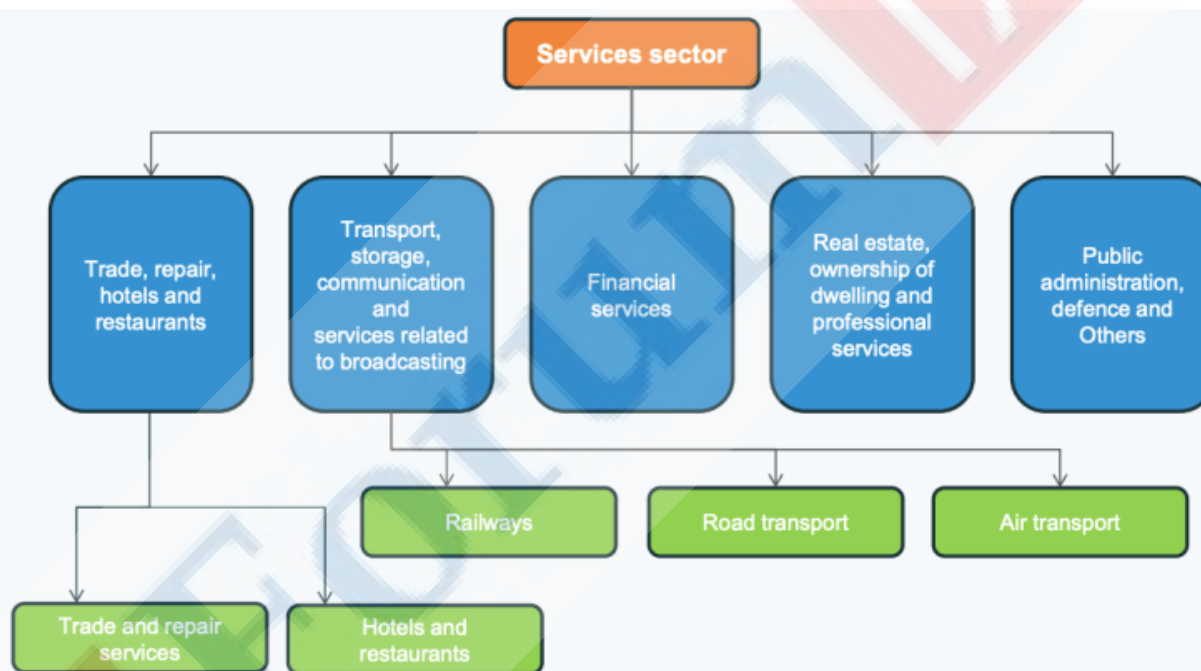 Services sector
Trade, repair,
hotels and
restaurants
Transport,
storage,
communication
and
services related
to broadcasting
Financial
services
Real estate,
ownership of
dwelling and
professional
services
Public
administration,
defence and
Others
Railways
Road transport
Air transport
Trade and repair
services
Hotels and
restaurants
Forum